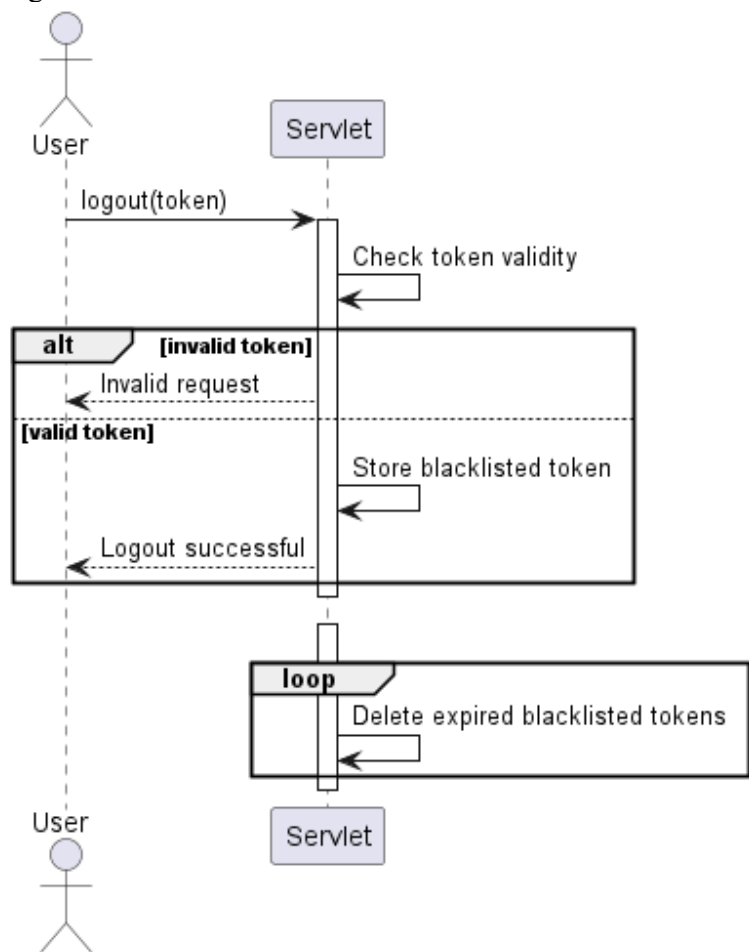 User
Servlet
logout(token)
Check token validity
alt
[invalid token]
Invalid request
[valid token]
Store blacklisted token
Logout successful
loop
Delete expired blacklisted tokens
User
Servlet